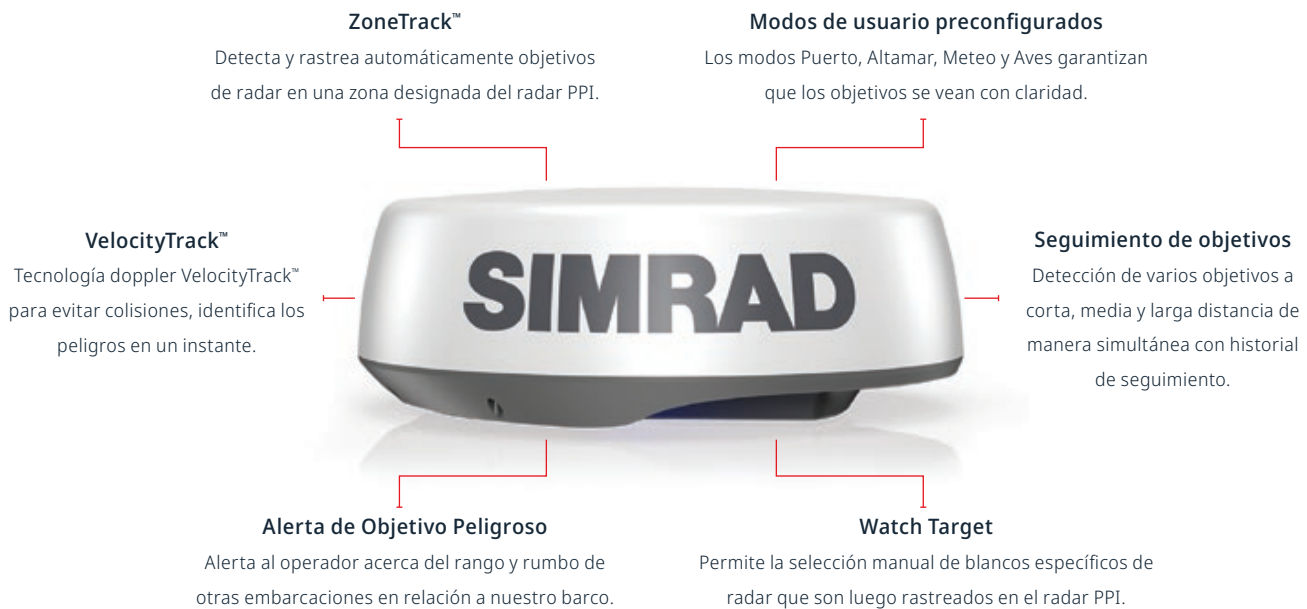 ZoneTrack™
Detecta y rastrea automáticamente objetivos
de radar en una zona designada del radar PPI.
Modos de usuario preconfigurados
Los modos Puerto, Altamar, Meteo y Aves garantizan
que los objetivos se vean con claridad.
VelocityTrack™
Tecnología doppler VelocityTrack™
para evitar colisiones, identifica los
peligros en un instante.
SIMRAD
Seguimiento de objetivos
Detección de varios objetivos a
corta, media y larga distancia de
manera simultánea con historial
de seguimiento.
Alerta de Objetivo Peligroso
Alerta al operador acerca del rango y rumbo de
otras embarcaciones en relación a nuestro barco.
Watch Target
Permite la selección manual de blancos específicos de
radar que son luego rastreados en el radar PPI.